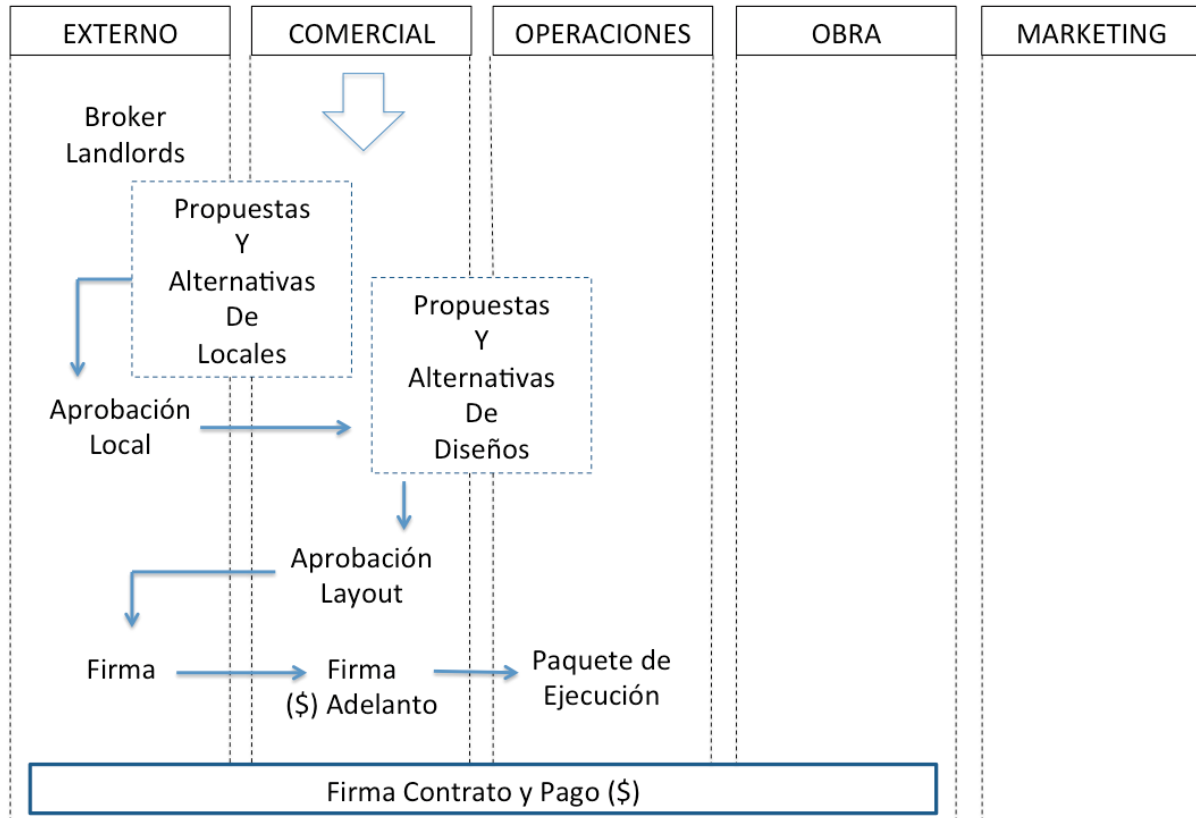 EXTERNO
COMERCIAL
OPERACIONES
OBRA
MARKETING
Broker
Landlords
Propuestas
Y
Alternativas
De
Locales
Propuestas
Y
Alternativas
De
Diseños
Aprobación
Local
Aprobación
Layout
Firma
Firma
($) Adelanto
Paquete de
Ejecución
Firma Contrato y Pago ($)